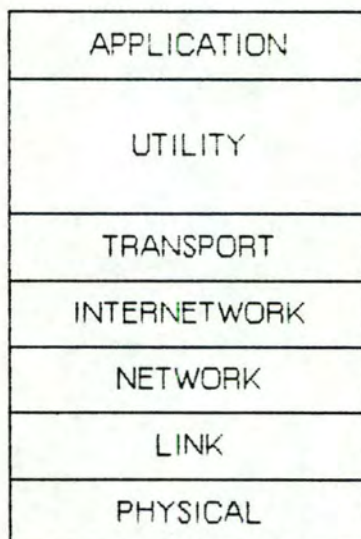 APPLICATION
UTILITY
TRANSPORT
INTERNETWORK
NETWORK
LINK
PHYSICAL